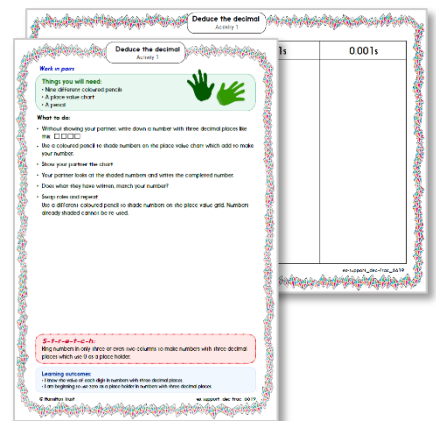 Deduce the decimal
Activity 1
1s
0.001s
ex-support_dec-frac_6619
Deduce the decimal
Activity 1
Work in pairs
Things you will need:
• Nine different coloured pencils
• A place value chart
• A pencil
What to do:
• Without showing your partner, write down a number with three decimal places like
this □.□□□
• Use a coloured pencil to shade numbers on the place value chart which add to make
your number.
• Show your partner the chart.
• Your partner looks at the shaded numbers and writes the completed number.
• Does what they have written, match your number?
• Swap roles and repeat.
Use a different coloured pencil to shade numbers on the place value grid. Numbers
already shaded cannot be re used.
S-t-r-e-t-c-h:
Ring numbers in only three or even two columns to make numbers with three decimal
places which use 0 as a place holder.
Learning outcomes:
• I know the value of each digit in numbers with three decimal places.
• I am beginning to use zero as a place holder in numbers with three decimal places.
© Hamilton Trust
ex-support_dec-frac_6619